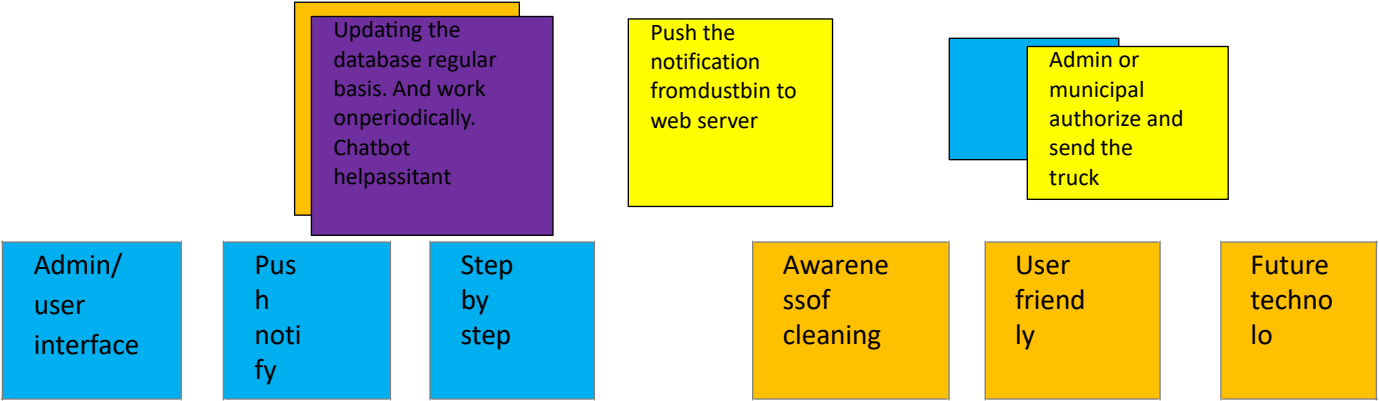 Updating the
database regular
basis. And work
onperiodically.
Chatbot
helpassitant
Push the
notification
fromdustbin to
web server
Admin or
municipal
authorize and
send the
truck
Admin/
user
interface
Pus
h
noti
fy
Step
by
step
Awarene
ssof
cleaning
User
friend
ly
Future
techno
lo